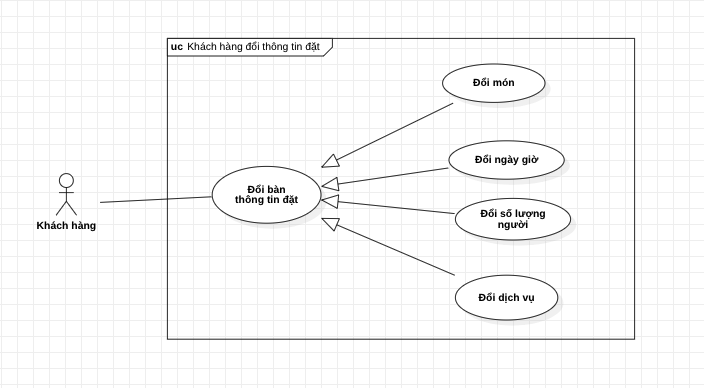 uc Khách hàng đổi thông tin đặt
Đổi món
Đổi ngày giờ
Đổi bàn
thông tin đặt
Đổi số lượng
người
Khách hàng
Đổi dịch vụ